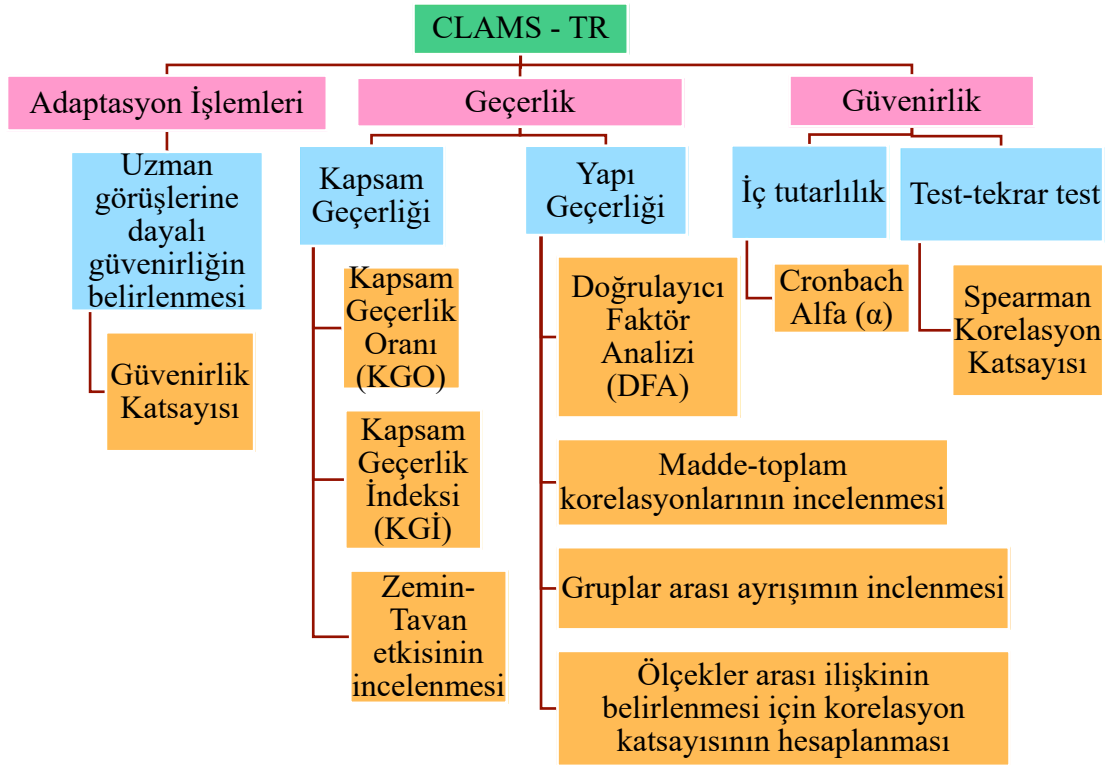 CLAMS - TR
Adaptasyon İşlemleri
Geçerlik
Güvenirlik
Uzman
görüşlerine
dayalı
güvenirliğin
belirlenmesi
Güvenirlik
Katsayısı
Kapsam
Geçerliği
Kapsam
Geçerlik
Oranı
(KGO)
Kapsam
Geçerlik
İndeksi
(KGİ)
Zemin-
Tavan
etkisinin
incelenmesi
Yapı
Geçerliği
Doğrulayıcı
Faktör
Analizi
(DFA)
Madde-toplam
korelasyonlarının incelenmesi
Gruplar arası ayrışımın inclenmesi
Ölçekler arası ilişkinin
belirlenmesi için korelasyon
katsayısının hesaplanması
İç tutarlılık
Cronbach
Alfa (α)
Test-tekrar test
Spearman
Korelasyon
Katsayısı